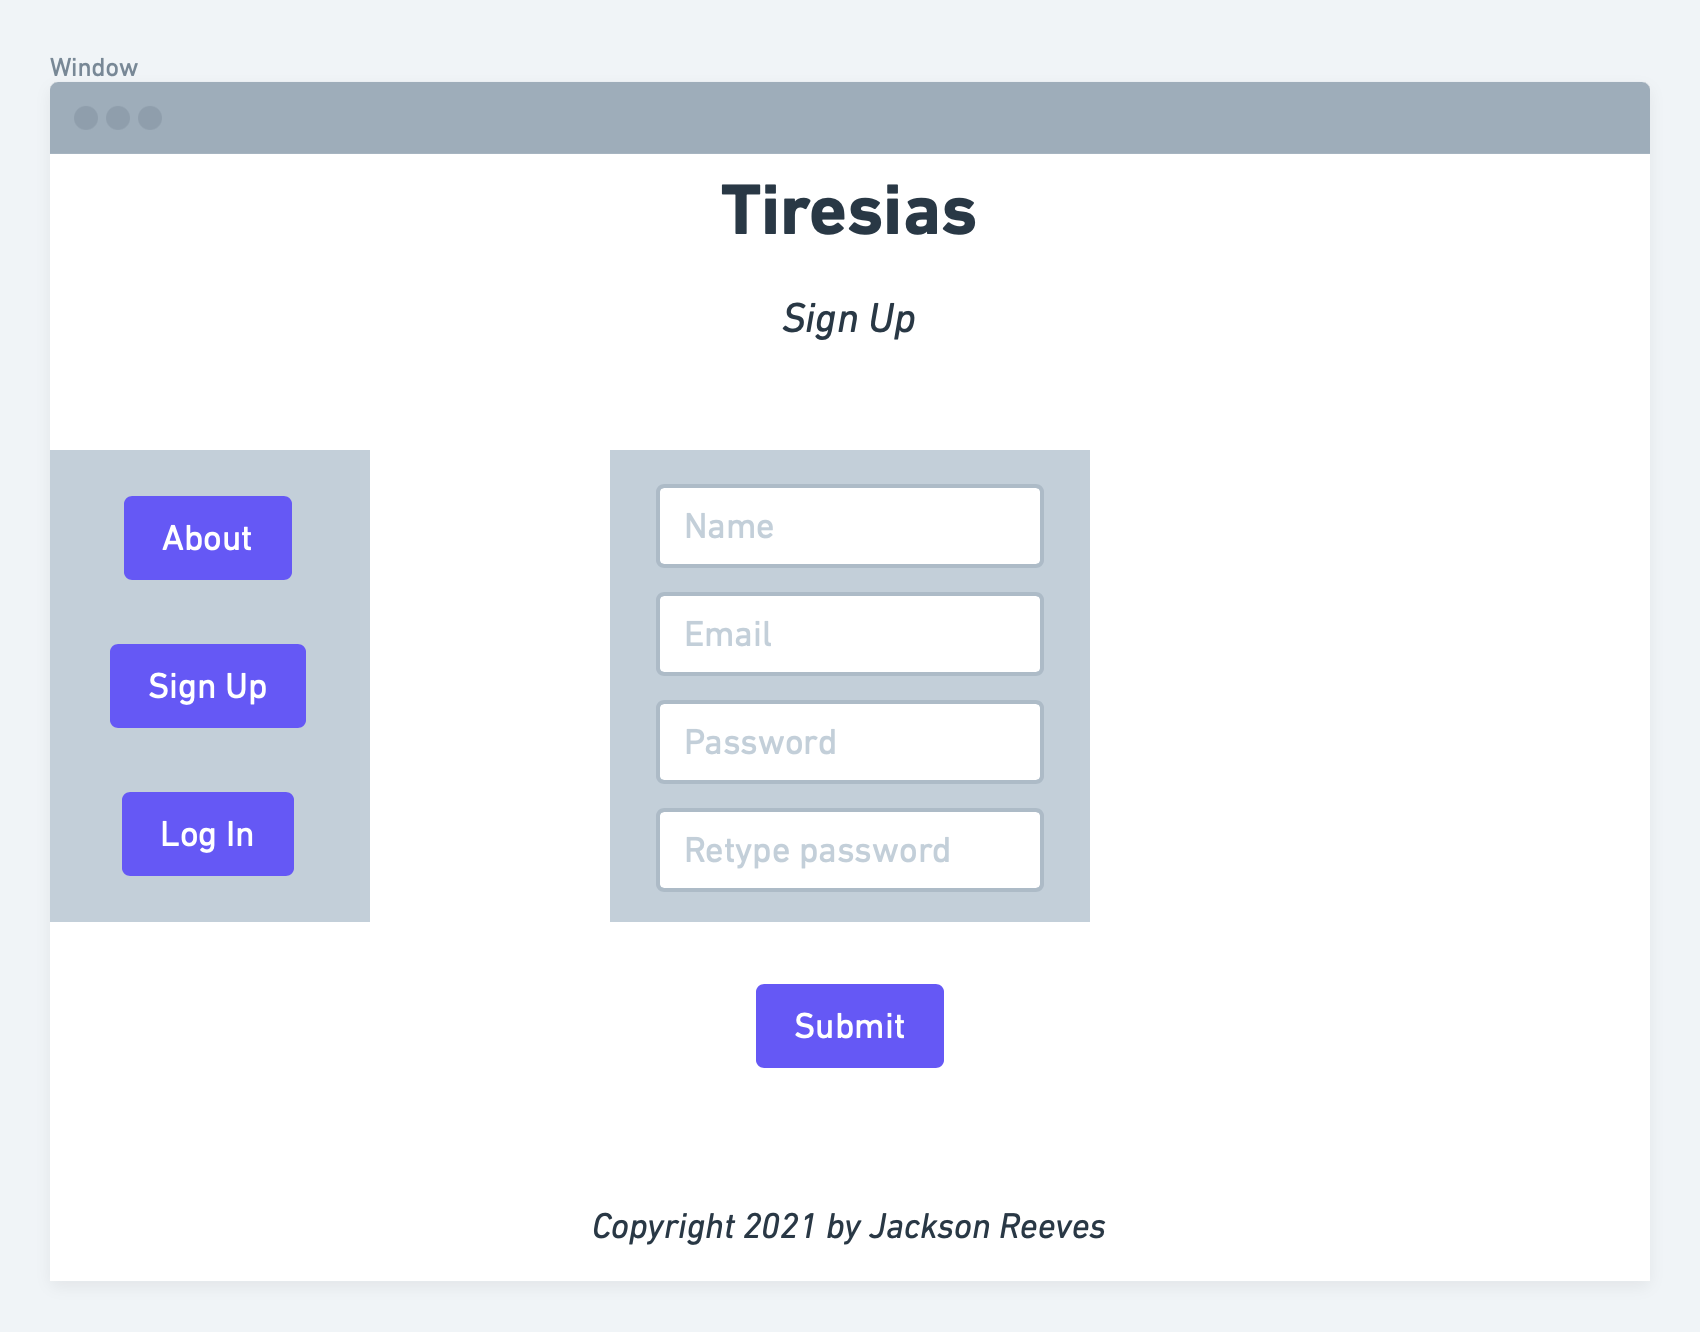 Window
Tiresias
Sign Up
About
Sign Up
Log In
Name
Email
Password
Retype password
Submit
Copyright 2021 by Jackson Reeves